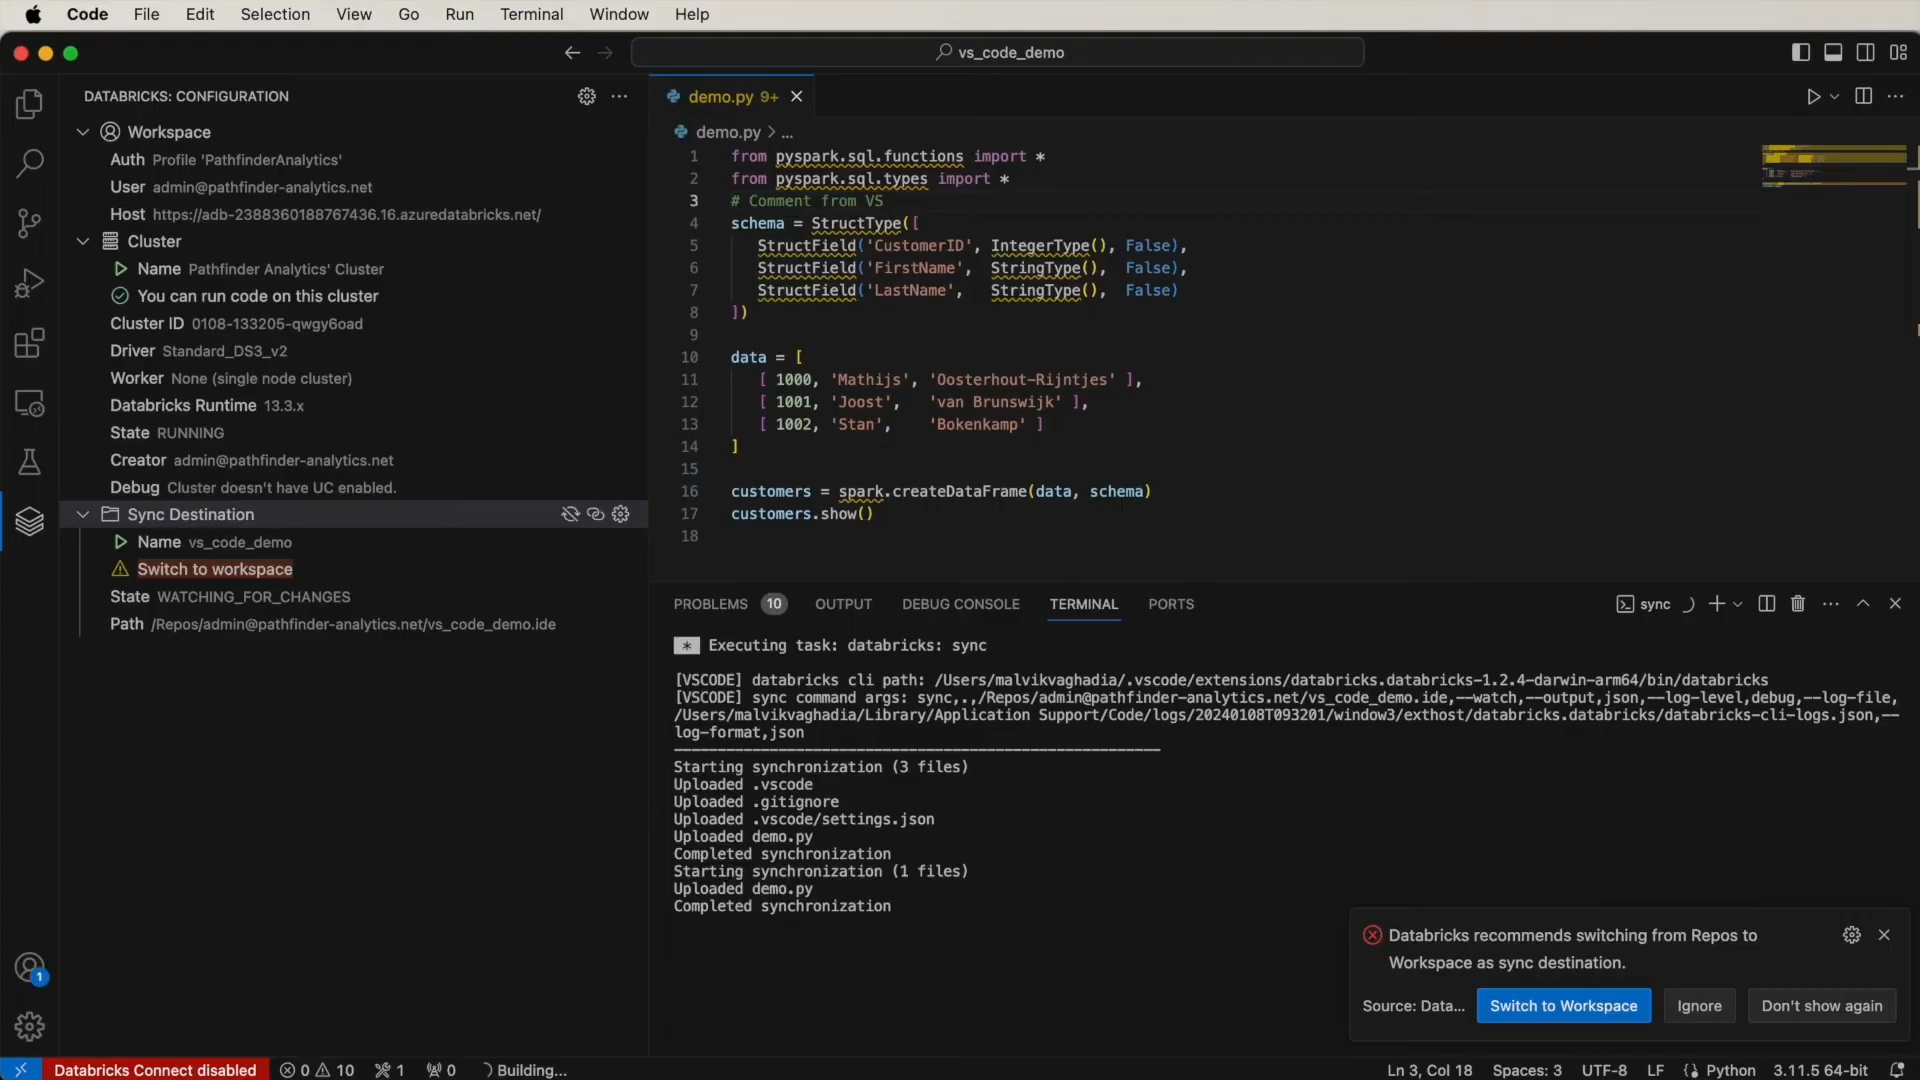 Code File Edit Selection View Go Run Terminal Window Help
vs_code_demo
DATABRICKS: CONFIGURATION
Workspace
Auth Profile 'PathfinderAnalytics'
User admin@pathfinder-analytics.net
Host https://adb-2388360188767436.16.azuredatabricks.net/
Cluster
Name Pathfinder Analytics' Cluster
You can run code on this cluster
Cluster ID 0108-133205-qwgy6oad
Driver Standard_DS3_v2
Worker None (single node cluster)
Databricks Runtime 13.3.x
State RUNNING
Creator admin@pathfinder-analytics.net
Debug Cluster doesn't have UC enabled.
Sync Destination
Name vs_code_demo
Switch to workspace
State WATCHING_FOR_CHANGES
Path /Repos/admin@pathfinder-analytics.net/vs_code_demo.ide
1
demo.py 9+
demo.py > ...
1 from pyspark.sql.functions import *
2 from pyspark.sql.types import *
3 # Comment from VS
4 schema = StructType([
5 StructField('CustomerID', IntegerType(), False),
6 StructField('FirstName', StringType(), False),
7 StructField('LastName', StringType(), False)
8 ])
9
10 data = [
11 [ 1000, 'Mathijs', 'Oosterhout-Rijntjes' ],
12 [ 1001, 'Joost', 'van Brunswijk' ],
13 [ 1002, 'Stan', 'Bokenkamp' ]
14 ]
15
16 customers = spark.createDataFrame(data, schema)
17 customers.show()
18
PROBLEMS 10 OUTPUT DEBUG CONSOLE TERMINAL PORTS sync
* Executing task: databricks: sync
[VSCODE] databricks cli path: /Users/malvikvaghadia/.vscode/extensions/databricks.databricks-1.2.4-darwin-arm64/bin/databricks
[VSCODE] sync command args: sync,.,/Repos/admin@pathfinder-analytics.net/vs_code_demo.ide,--watch,--output,json,--log-level,debug,--log-file,
/Users/malvikvaghadia/Library/Application Support/Code/logs/20240108T093201/window3/exthost/databricks.databricks/databricks-cli-logs.json,--
log-format,json
Starting synchronization (3 files)
Uploaded .vscode
Uploaded .gitignore
Uploaded .vscode/settings.json
Uploaded demo.py
Completed synchronization
Starting synchronization (1 files)
Uploaded demo.py
Completed synchronization
Databricks recommends switching from Repos to
Workspace as sync destination.
Source: Data... Switch to Workspace Ignore Don't show again
Databricks Connect disabled 0 10 1 0 Building... Ln 3, Col 18 Spaces: 3 UTF-8 LF Python 3.11.5 64-bit